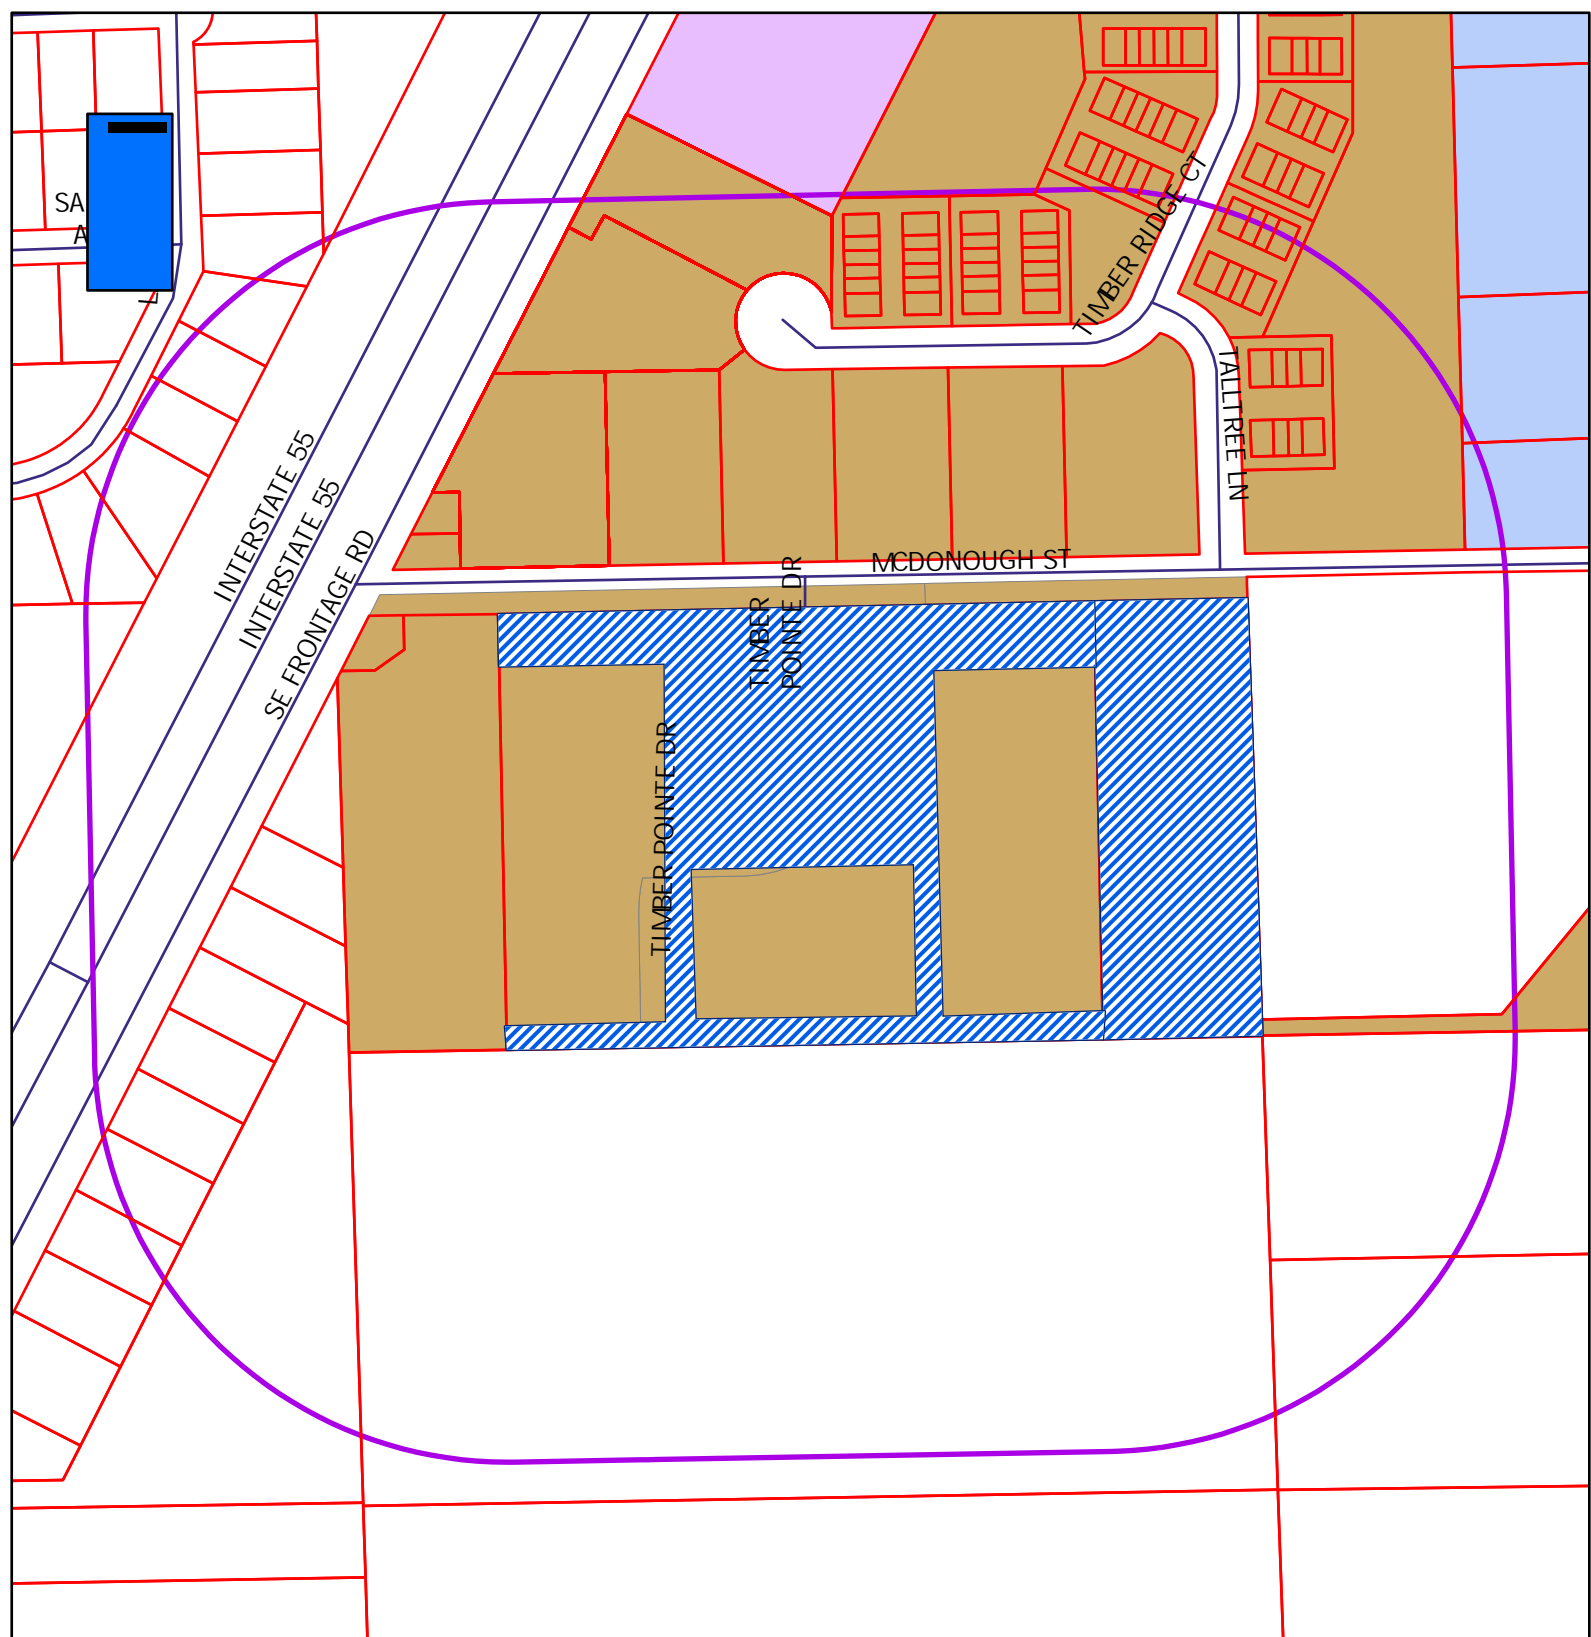 SA
A
L
TIMBER RIDGE CT
TALLTREE LN
INTERSTATE 55
INTERSTATE 55
SE FRONTAGE RD
MCDONOUGH ST
TIMBER
POINTE DR
TIMBER POINTE DR